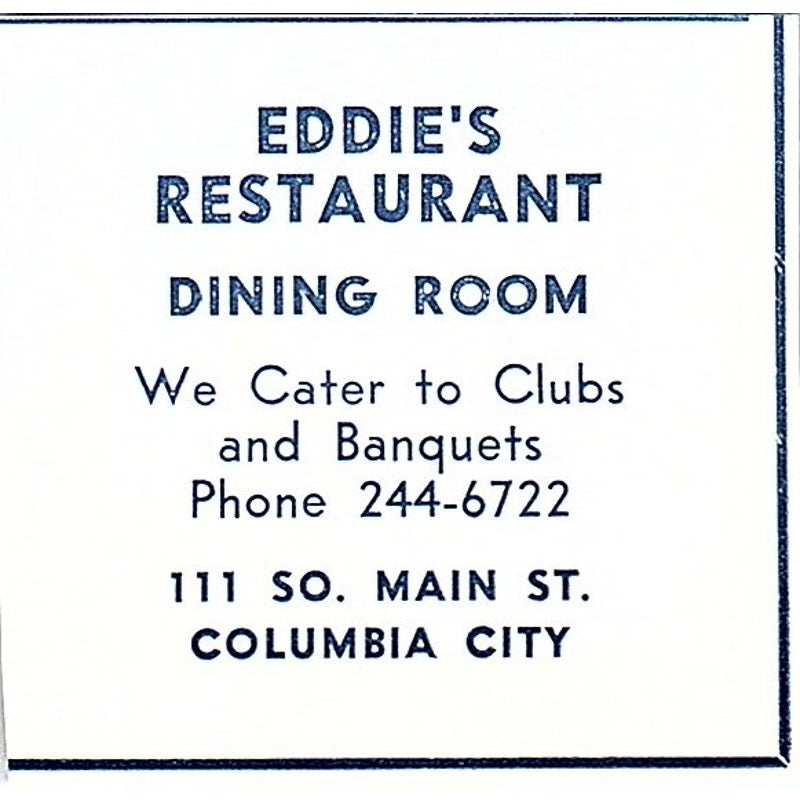 EDDIE'S
RESTAURANT
DINING ROOM
We Cater to Clubs
and Banquets
Phone 244-6722
111 SO. MAIN ST.
COLUMBIA CITY